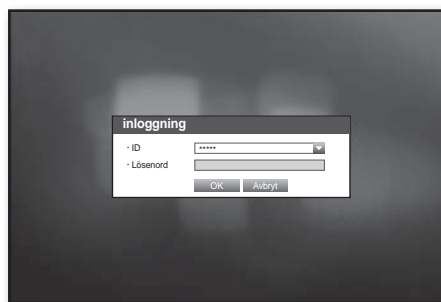 inloggning
· ID *****
· Lösenord
OK Avbryt